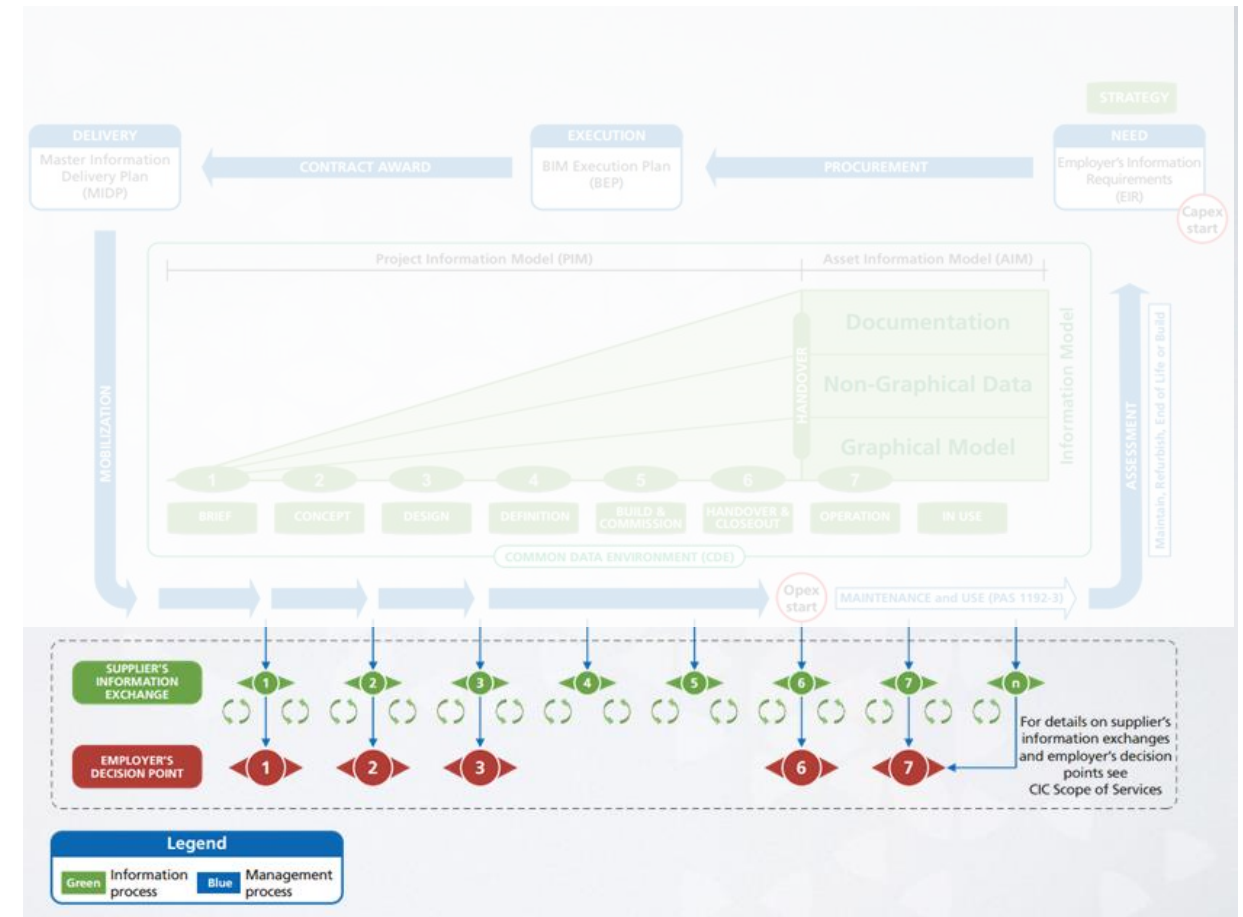 STRATEGY
DELIVERY
Master Information
Delivery Plan
(MIDP)
CONTRACT AWARD
EXECUTION
BIM Execution Plan
(BEP)
PROCUREMENT
NEED
Employer's Information
Requirements
(EIR)
Capex
start
Project Information Model (PIM)
Asset Information Model (AIM)
MOBILIZATION
HANDOVER
Documentation
Non-Graphical Data
Graphical Model
Information Model
ASSESSMENT
Maintain, Refurbish, End of Life or Build
1 2 3 4 5 6 7
BRIEF
CONCEPT
DESIGN
DEFINITION
BUILD &
COMMISSION
HANDOVER &
CLOSEOUT
OPERATION
IN USE
COMMON DATA ENVIRONMENT (CDE)
Opex
start
MAINTENANCE and USE (PAS 1192-3)
SUPPLIER'S
INFORMATION
EXCHANGE
1 2 3 4 5 6 7 n
EMPLOYER'S
DECISION POINT
1 2 3 6 7
For details on supplier's
information exchanges
and employer's decision
points see
CIC Scope of Services
Legend
Green
Information
process
Blue
Management
process